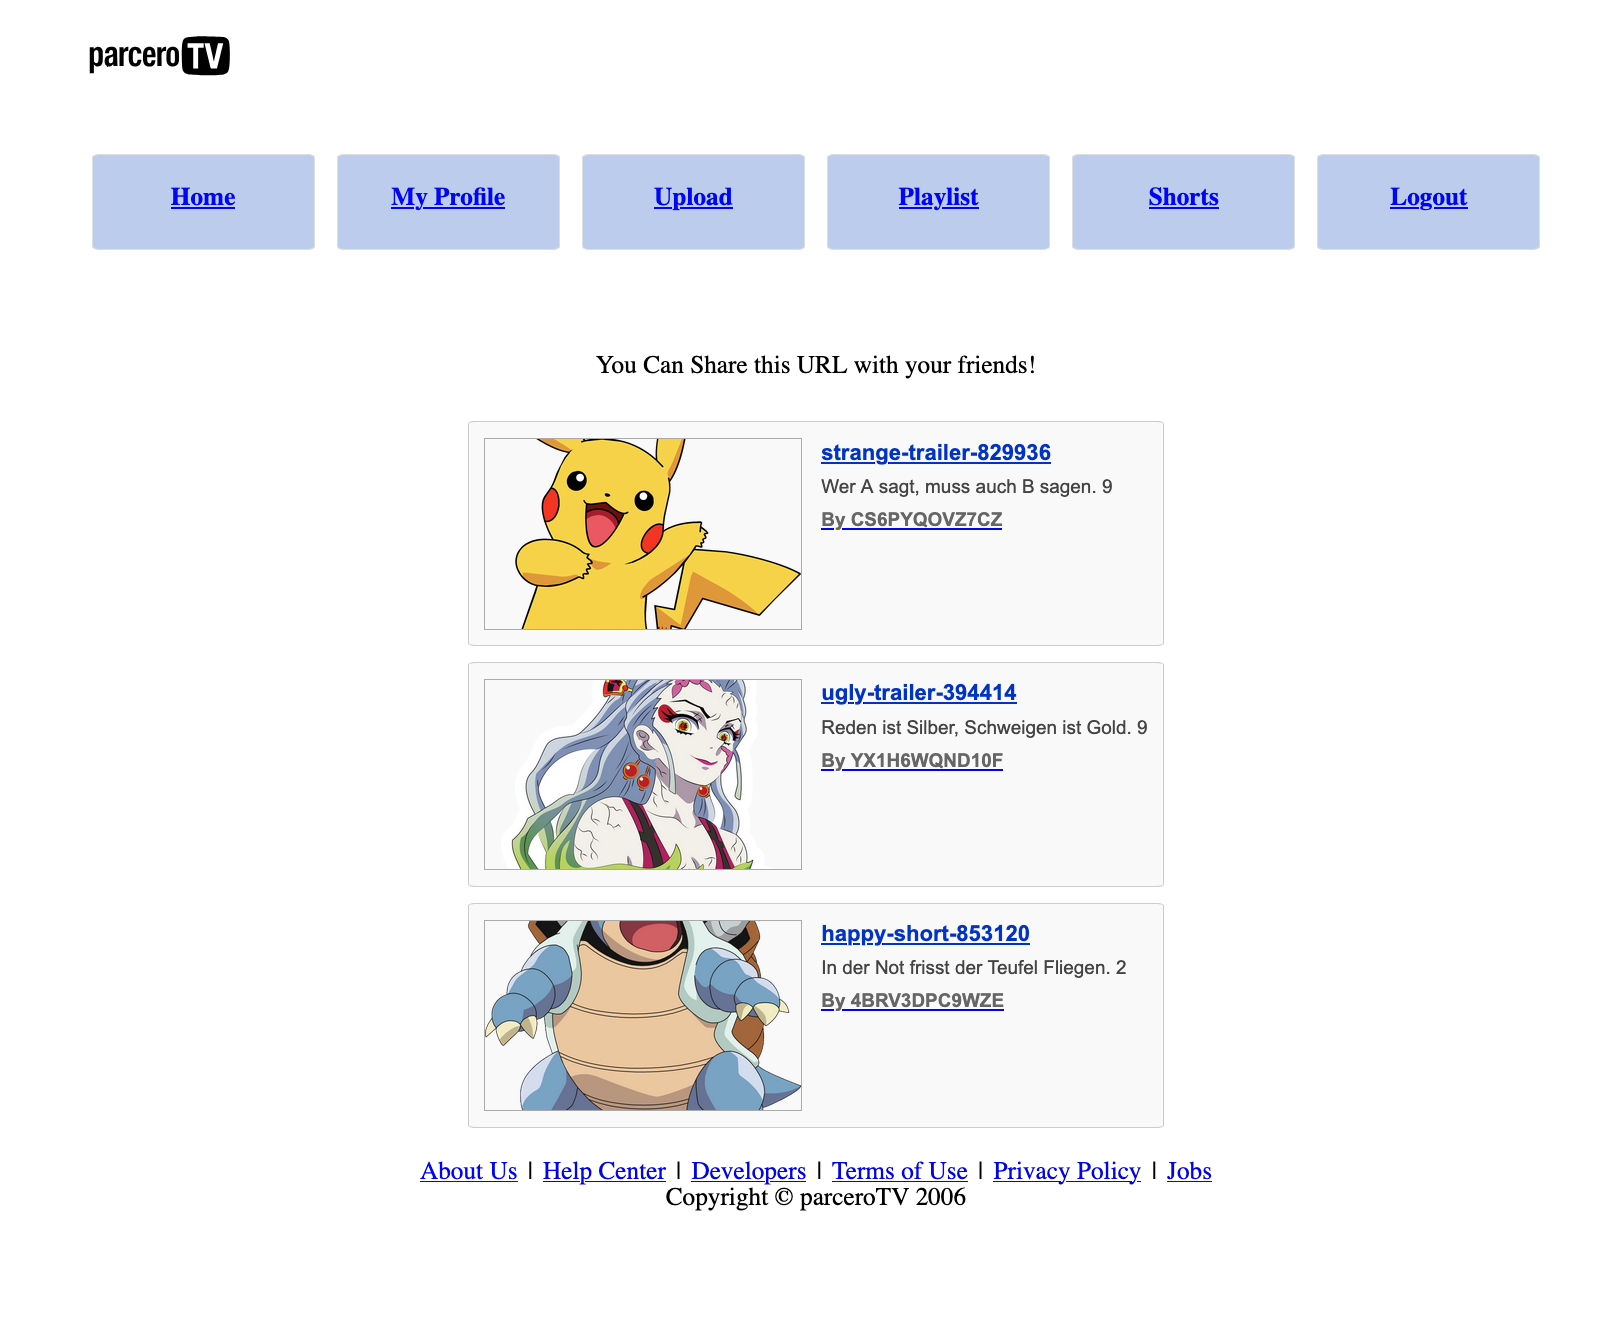 parceroTV
Home My Profile Upload Playlist Shorts Logout
You Can Share this URL with your friends!
strange-trailer-829936
Wer A sagt, muss auch B sagen. 9
By CS6PYQOVZ7CZ
ugly-trailer-394414
Reden ist Silber, Schweigen ist Gold. 9
By YX1H6WQND10F
happy-short-853120
In der Not frisst der Teufel Fliegen. 2
By 4BRV3DPC9WZE
About Us | Help Center | Developers | Terms of Use | Privacy Policy | Jobs
Copyright © parceroTV 2006